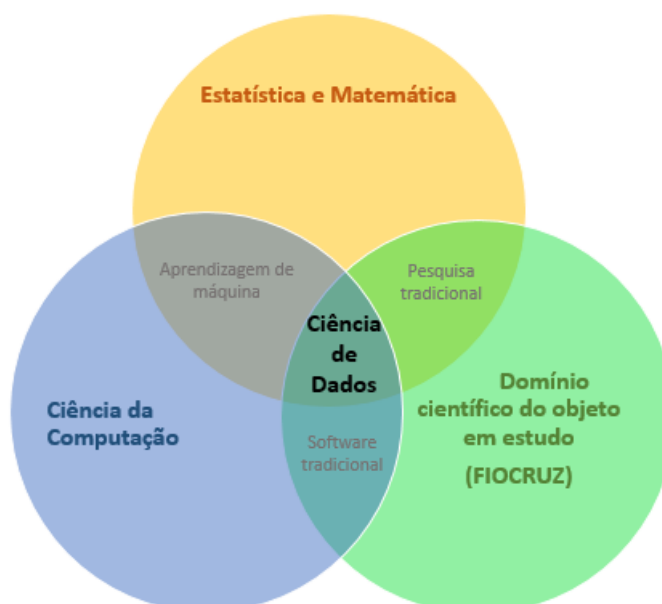 Estatística e Matemática
Aprendizagem de
máquina
Pesquisa
tradicional
Ciência
de
Dados
Ciência da
Computação
Domínio
científico do objeto
em estudo
(FIOCRUZ)
Software
tradicional